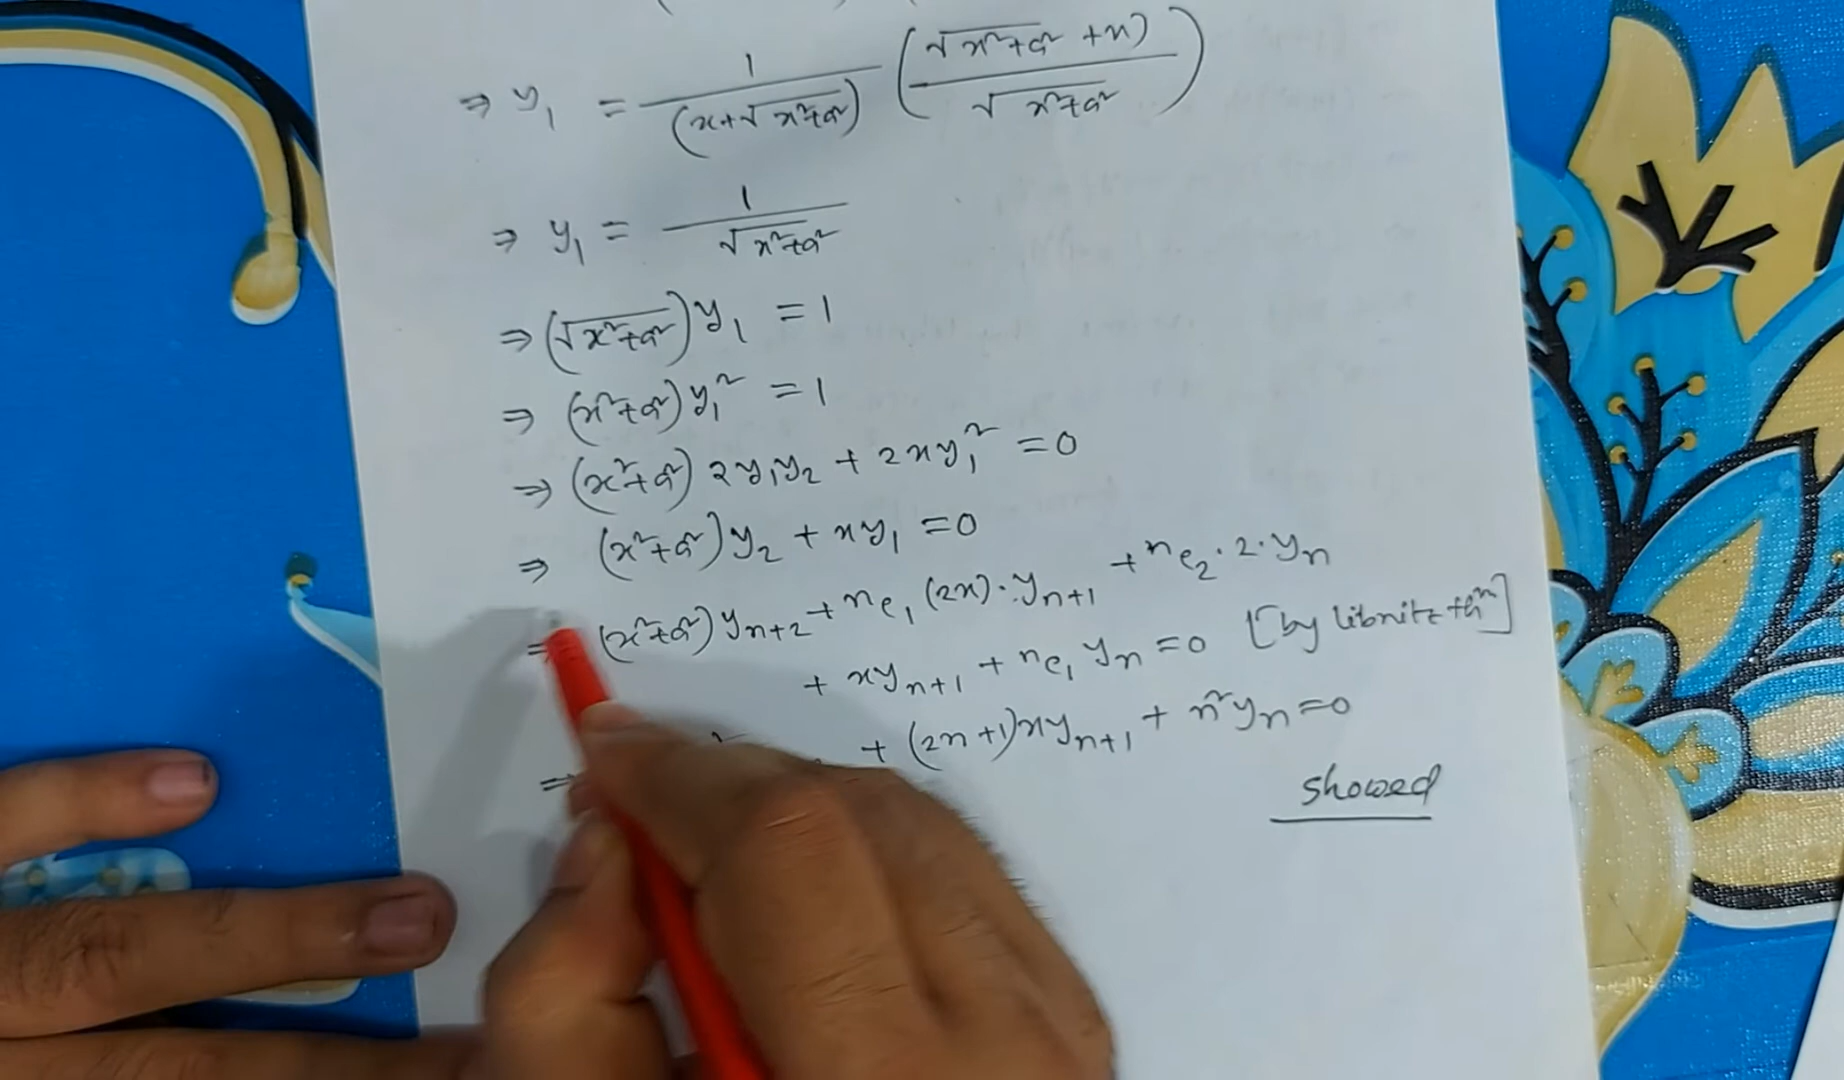 ⇒ y₁ = 1/(x+√x²+a²) ((√x²+a² +x)/√x²+a²)
⇒ y₁ = 1/√x²+a²
⇒ (√x²+a²)y₁ = 1
⇒ (x²+a²)y₁² = 1
⇒ (x²+a²) 2y₁y₂ + 2xy₁² = 0
⇒ (x²+a²)y₂ + xy₁ = 0
⇒ (x²+a²)yₙ₊₂ + ⁿc₁ (2x)·yₙ₊₁ + ⁿc₂·2·yₙ
+ xyₙ₊₁ + ⁿc₁ yₙ = 0 [by libnitz thᵐ]
⇒ + (2n+1)xyₙ₊₁ + n²yₙ = 0
showed